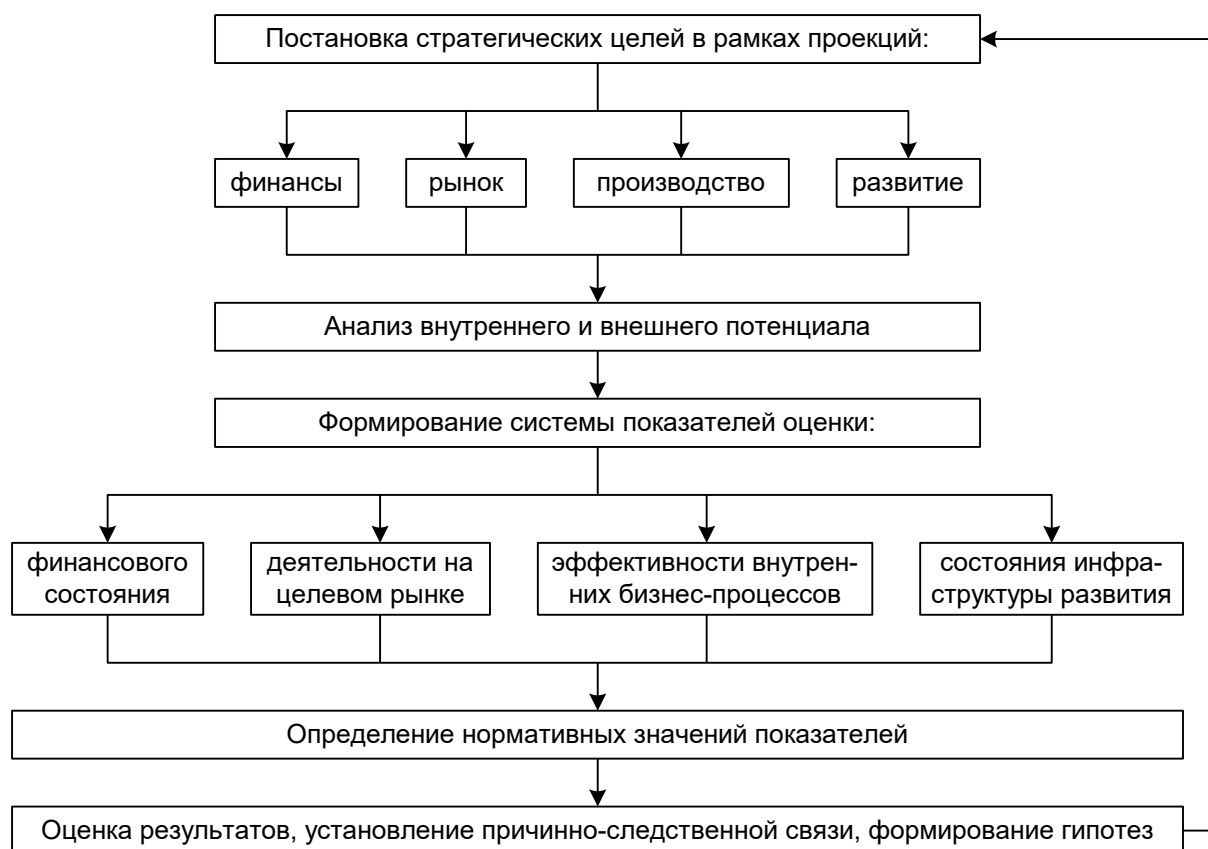 Постановка стратегических целей в рамках проекций:
финансы
рынок
производство
развитие
Анализ внутреннего и внешнего потенциала
Формирование системы показателей оценки:
финансового
состояния
деятельности на
целевом рынке
эффективности внутрен-
них бизнес-процессов
состояния инфра-
структуры развития
Определение нормативных значений показателей
Оценка результатов, установление причинно-следственной связи, формирование гипотез